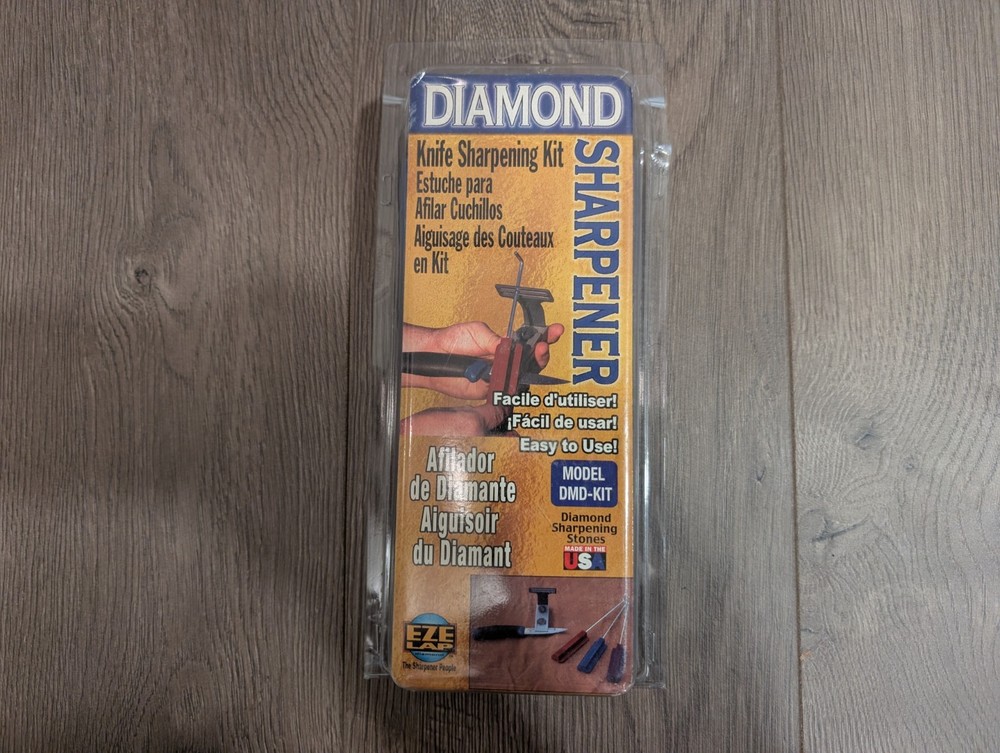 DIAMOND
SHARPENER
Knife Sharpening Kit
Estuche para
Afilar Cuchillos
Aiguisage des Couteaux
en Kit
Facile d'utiliser!
¡Fácil de usar!
Easy to Use!
Afilador
de Diamante
Aiguisoir
du Diamant
MODEL
DMD-KIT
Diamond
Sharpening
Stones
MADE IN THE
USA
EZE
LAP
The Sharpener People